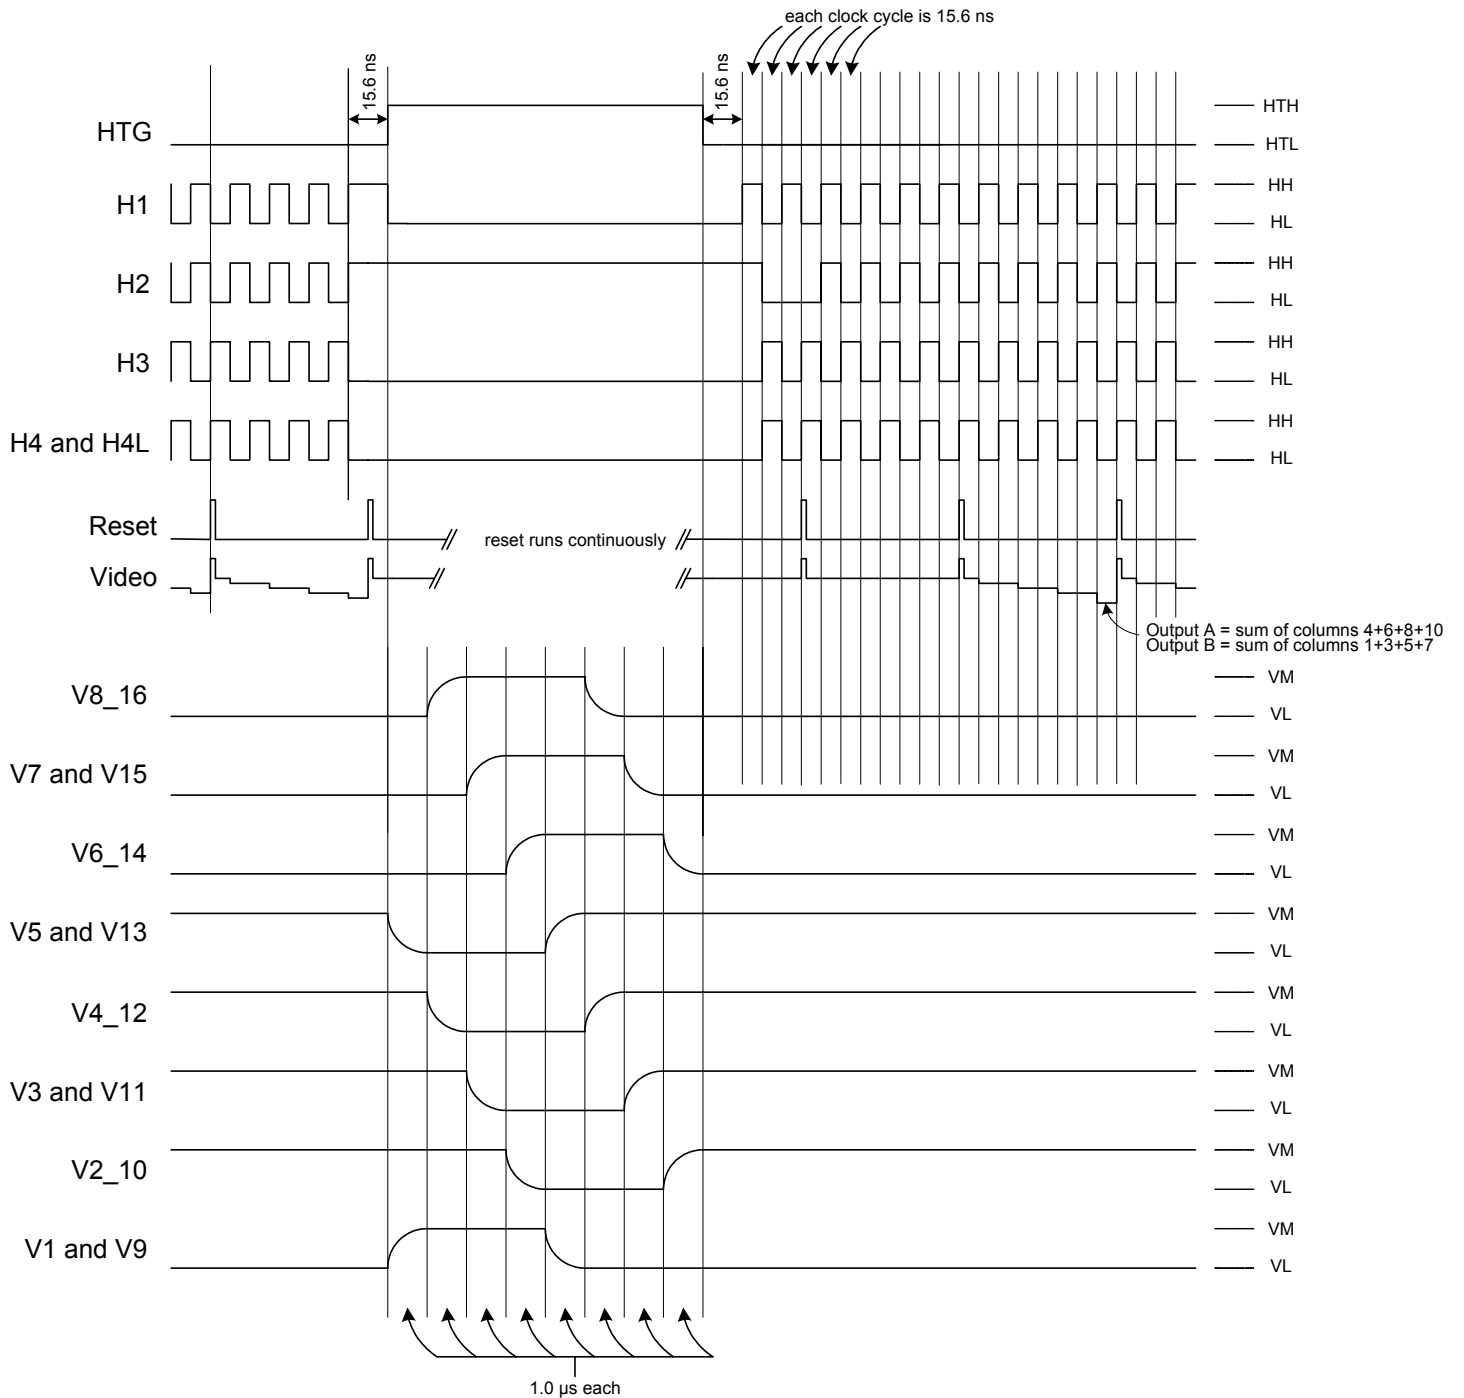 each clock cycle is 15.6 ns
15.6 ns
15.6 ns
HTG
HTH
HTL
H1
HH
HL
H2
HH
HL
H3
HH
HL
H4 and H4L
HH
HL
Reset
reset runs continuously
Video
Output A = sum of columns 4+6+8+10
Output B = sum of columns 1+3+5+7
V8_16
VM
VL
V7 and V15
VM
VL
V6_14
VM
VL
V5 and V13
VM
VL
V4_12
VM
VL
V3 and V11
VM
VL
V2_10
VM
VL
V1 and V9
VM
VL
1.0 µs each